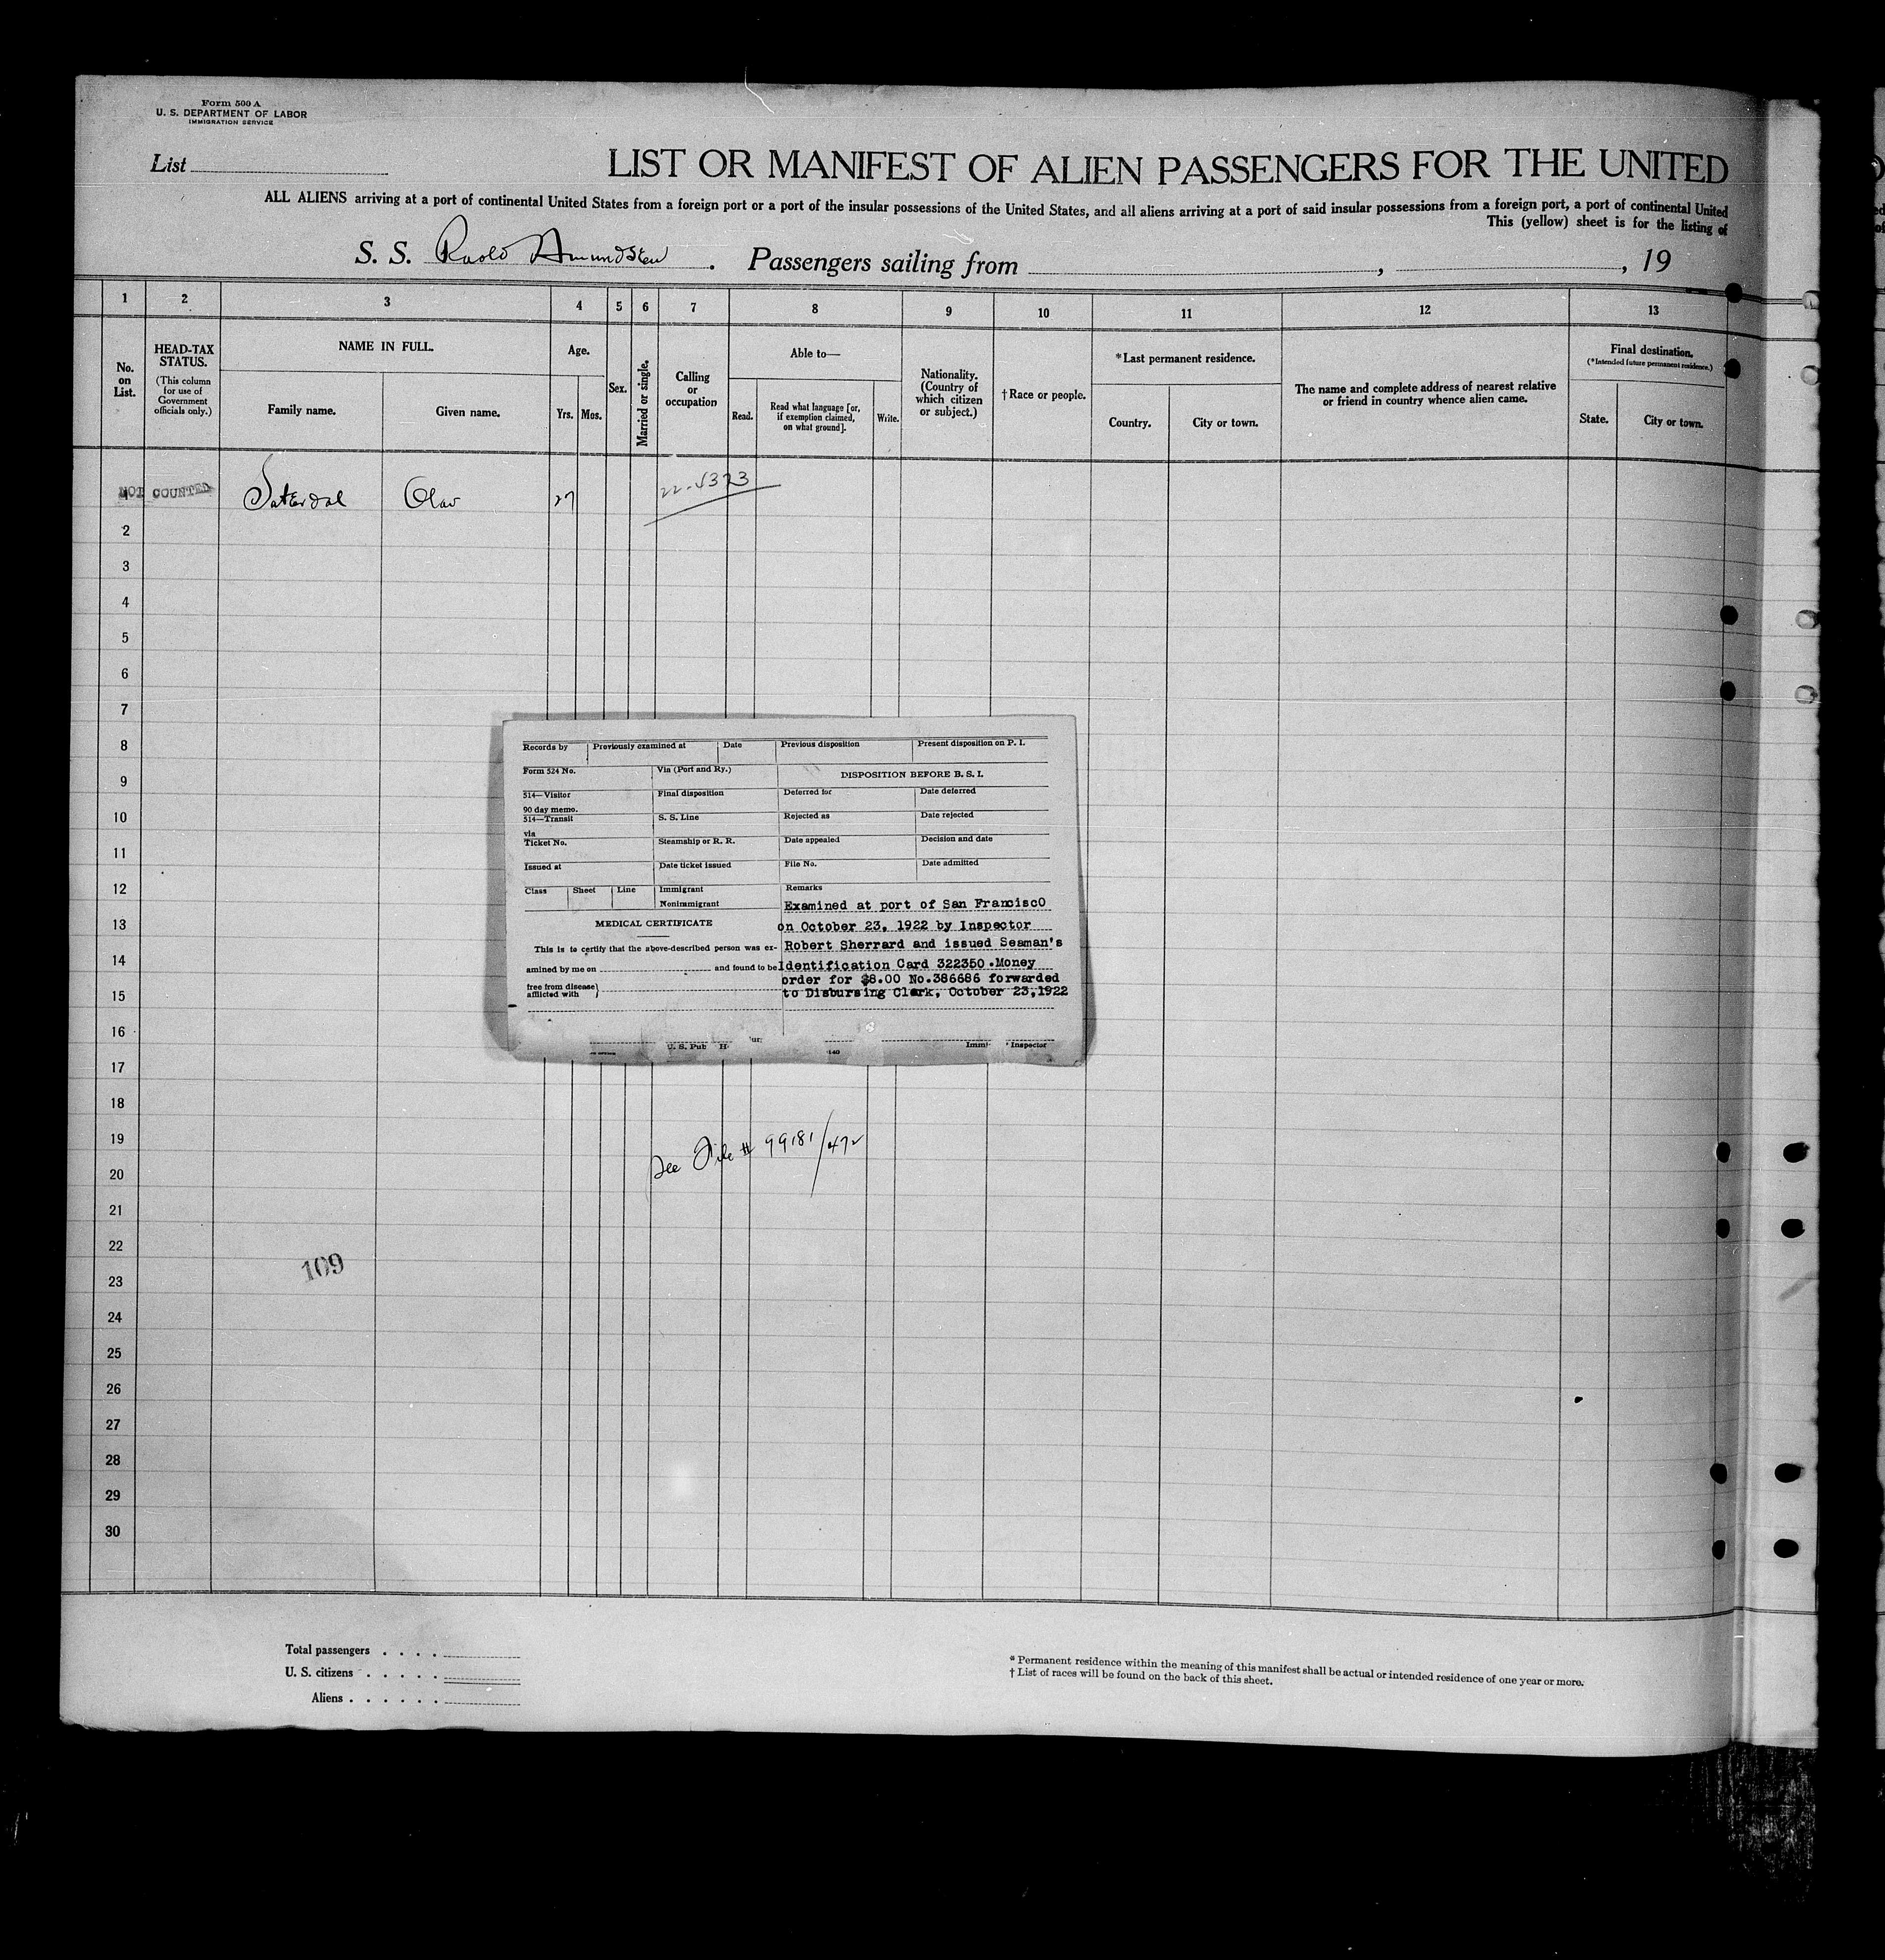 Form 500 A
U. S. DEPARTMENT OF LABOR
IMMIGRATION SERVICE
List
LIST OR MANIFEST OF ALIEN PASSENGERS FOR THE UNITED
ALL ALIENS arriving at a port of continental United States from a foreign port or a port of the insular possessions of the United States, and all aliens arriving at a port of said insular possessions from a foreign port, a port of continental United
This (yellow) sheet is for the listing of
S. S. Raold Amundsen . Passengers sailing from , , 19
1 2 3 4 5 6 7 8 9 10 11 12 13
No. on List.
HEAD-TAX STATUS.
(This column for use of Government officials only.)
NAME IN FULL.
Family name.
Given name.
Age.
Yrs. Mos.
Sex.
Married or single.
Calling or occupation
Able to—
Read.
Read what language [or, if exemption claimed, on what ground].
Write.
Nationality. (Country of which citizen or subject.)
†Race or people.
*Last permanent residence.
Country.
City or town.
The name and complete address of nearest relative or friend in country whence alien came.
Final destination.
(*Intended future permanent residence.)
State.
City or town.
NOT COUNTED Saterdal Olav 27 22-5373
2
3
4
5
6
7
8
9
10
11
12
13
14
15
16
17
18
19
20
21
22
23
24
25
26
27
28
29
30
Records by Previously examined at Date Previous disposition Present disposition on P. I.
Form 524 No. Via (Port and Ry.) DISPOSITION BEFORE B. S. I.
514—Visitor Final disposition Deferred for Date deferred
90 day memo.
514—Transit S. S. Line Rejected as Date rejected
via
Ticket No. Steamship or R. R. Date appealed Decision and date
Issued at Date ticket issued File No. Date admitted
Class Sheet Line Immigrant Remarks
Nonimmigrant Examined at port of San Francisco
MEDICAL CERTIFICATE on October 23, 1922 by Inspector
This is to certify that the above-described person was ex- Robert Sherrard and issued Seaman's
amined by me on and found to be Identification Card 322350.Money
order for $8.00 No.386686 forwarded
free from disease
afflicted with to Disbursing Clerk, October 23,1922
U. S. Pub H Inspector
See File # 99181/472
109
Total passengers . . . .
U. S. citizens . . . . .
Aliens . . . . . .
* Permanent residence within the meaning of this manifest shall be actual or intended residence of one year or more.
† List of races will be found on the back of this sheet.